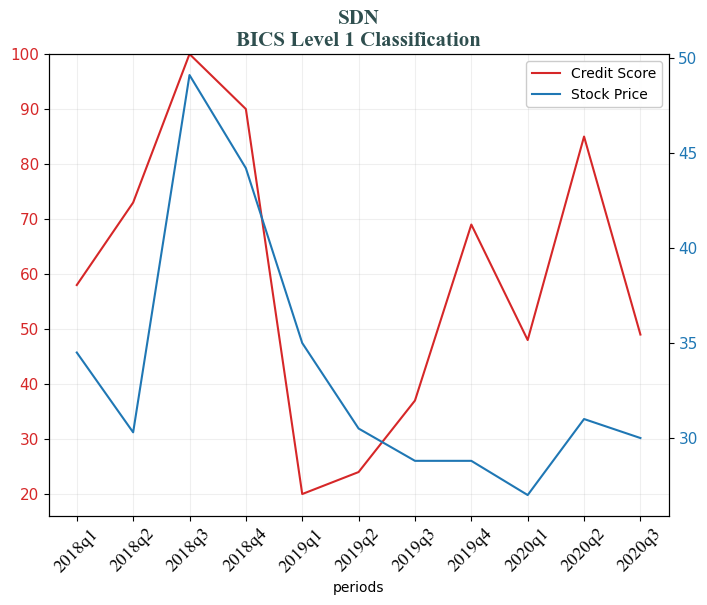 SDN
BICS Level 1 Classification
Credit Score
Stock Price
100
90
80
70
60
50
40
30
20
50
45
40
35
30
2018q1 2018q2 2018q3 2018q4 2019q1 2019q2 2019q3 2019q4 2020q1 2020q2 2020q3
periods